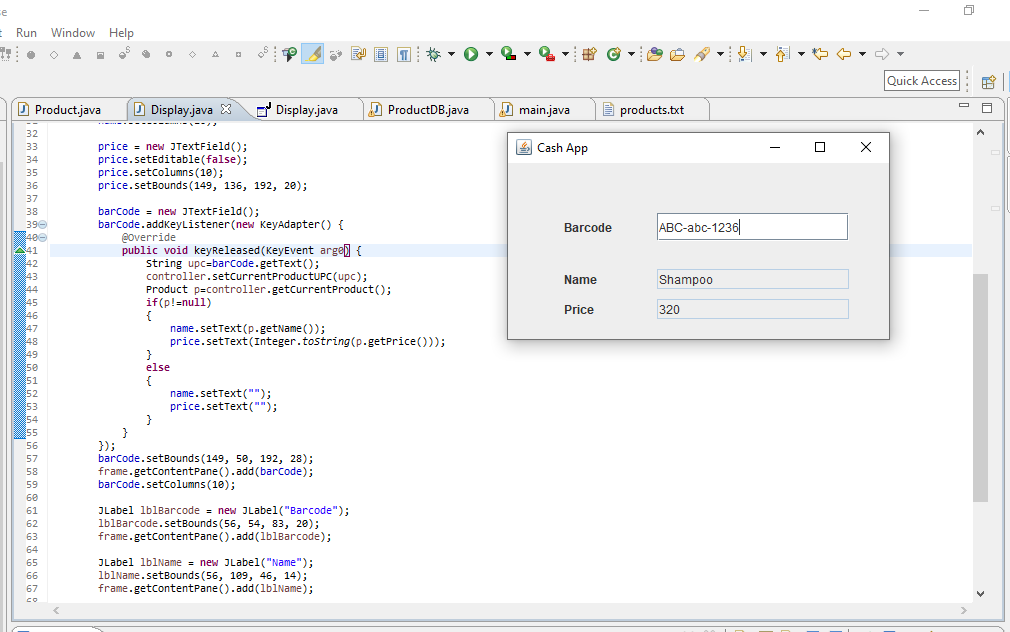 Run Window Help
Quick Access
Product.java Display.java Display.java ProductDB.java main.java products.txt
32
33 price = new JTextField();
34 price.setEditable(false);
35 price.setColumns(10);
36 price.setBounds(149, 136, 192, 20);
37
38 barCode = new JTextField();
39 barCode.addKeyListener(new KeyAdapter() {
40 @Override
41 public void keyReleased(KeyEvent arg0) {
42 String upc=barCode.getText();
43 controller.setCurrentProductUPC(upc);
44 Product p=controller.getCurrentProduct();
45 if(p!=null)
46 {
47 name.setText(p.getName());
48 price.setText(Integer.toString(p.getPrice()));
49 }
50 else
51 {
52 name.setText("");
53 price.setText("");
54 }
55 }
56 });
57 barCode.setBounds(149, 50, 192, 28);
58 frame.getContentPane().add(barCode);
59 barCode.setColumns(10);
60
61 JLabel lblBarcode = new JLabel("Barcode");
62 lblBarcode.setBounds(56, 54, 83, 20);
63 frame.getContentPane().add(lblBarcode);
64
65 JLabel lblName = new JLabel("Name");
66 lblName.setBounds(56, 109, 46, 14);
67 frame.getContentPane().add(lblName);
Cash App
Barcode ABC-abc-1236
Name Shampoo
Price 320